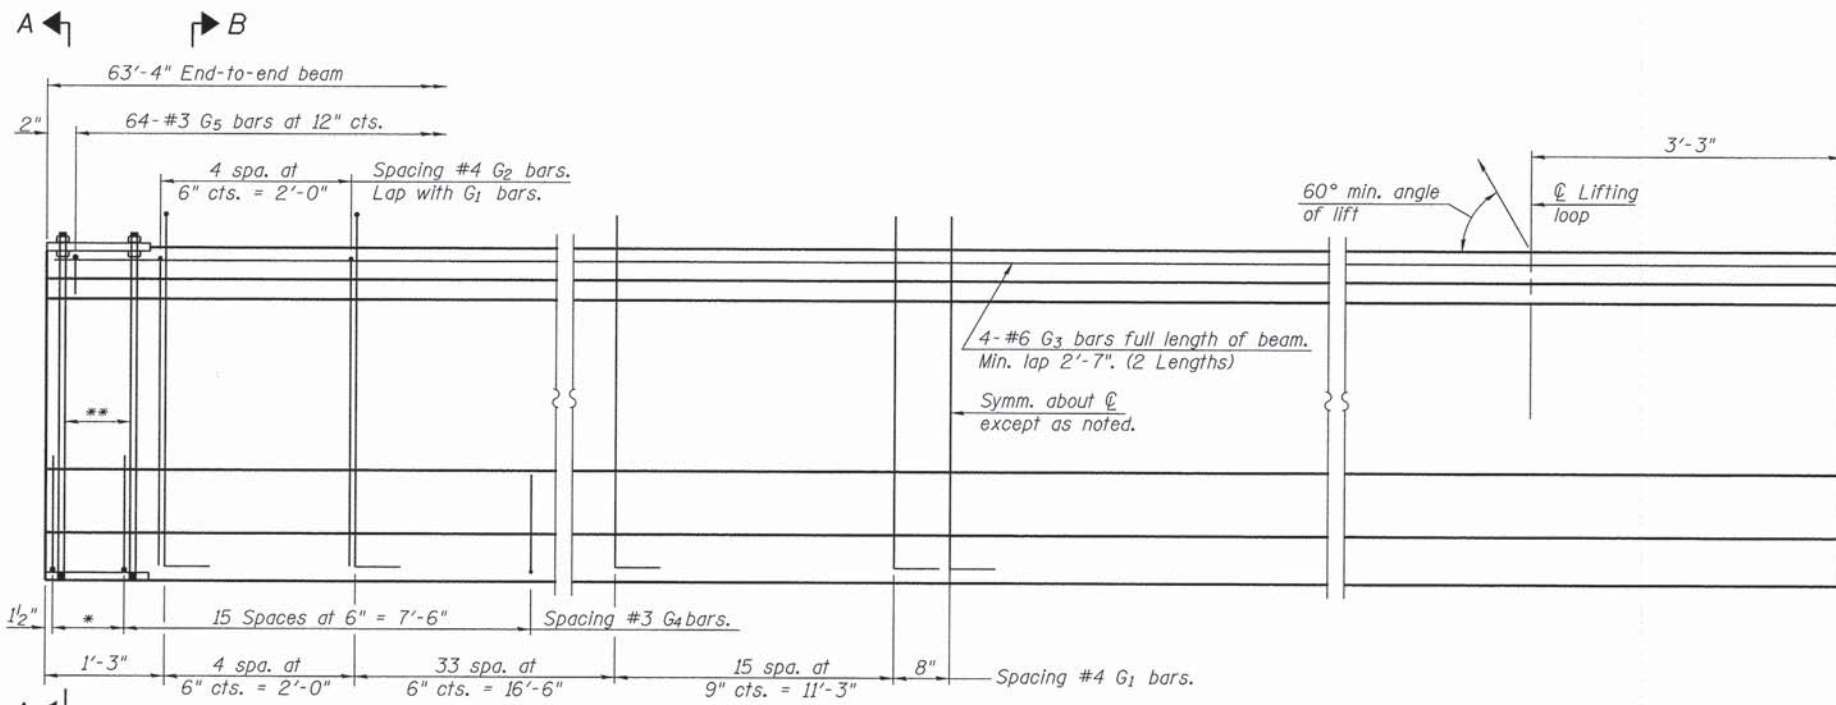 A B
63'-4" End-to-end beam
2"
64-#3 G5 bars at 12" cts.
4 spa. at
6" cts. = 2'-0"
Spacing #4 G2 bars.
Lap with G1 bars.
3'-3"
60° min. angle
of lift
℄ Lifting
loop
4-#6 G3 bars full length of beam.
Min. lap 2'-7". (2 Lengths)
Symm. about ℄
except as noted.
**
1½"
*
15 Spaces at 6" = 7'-6"
Spacing #3 G4 bars.
1'-3"
4 spa. at
6" cts. = 2'-0"
33 spa. at
6" cts. = 16'-6"
15 spa. at
9" cts. = 11'-3"
8"
Spacing #4 G1 bars.